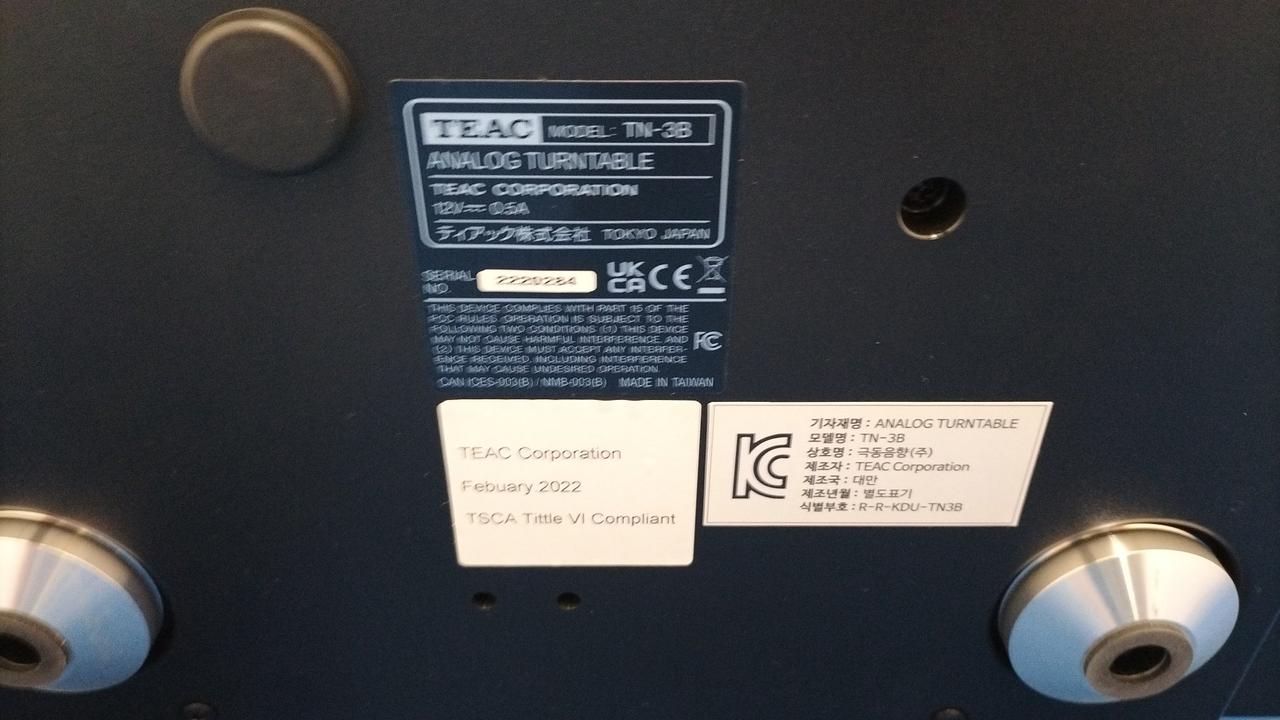 TEAC MODEL: TN-3B
ANALOG TURNTABLE
TEAC CORPORATION
12V⎓ 0.5A
ティアック株式会社 TOKYO JAPAN
SERIAL
NO.
2220284
UK
CA CE
THIS DEVICE COMPLIES WITH PART 15 OF THE
FCC RULES. OPERATION IS SUBJECT TO THE
FOLLOWING TWO CONDITIONS: (1) THIS DEVICE
MAY NOT CAUSE HARMFUL INTERFERENCE, AND
(2) THIS DEVICE MUST ACCEPT ANY INTERFER-
ENCE RECEIVED, INCLUDING INTERFERENCE
THAT MAY CAUSE UNDESIRED OPERATION.
FC
CAN ICES-003(B) / NMB-003(B) MADE IN TAIWAN
TEAC Corporation
Febuary 2022
TSCA Tittle VI Compliant
KC
기자재명 : ANALOG TURNTABLE
모델명 : TN-3B
상호명 : 극동음향(주)
제조자 : TEAC Corporation
제조국 : 대만
제조년월 : 별도표기
식별부호 : R-R-KDU-TN3B